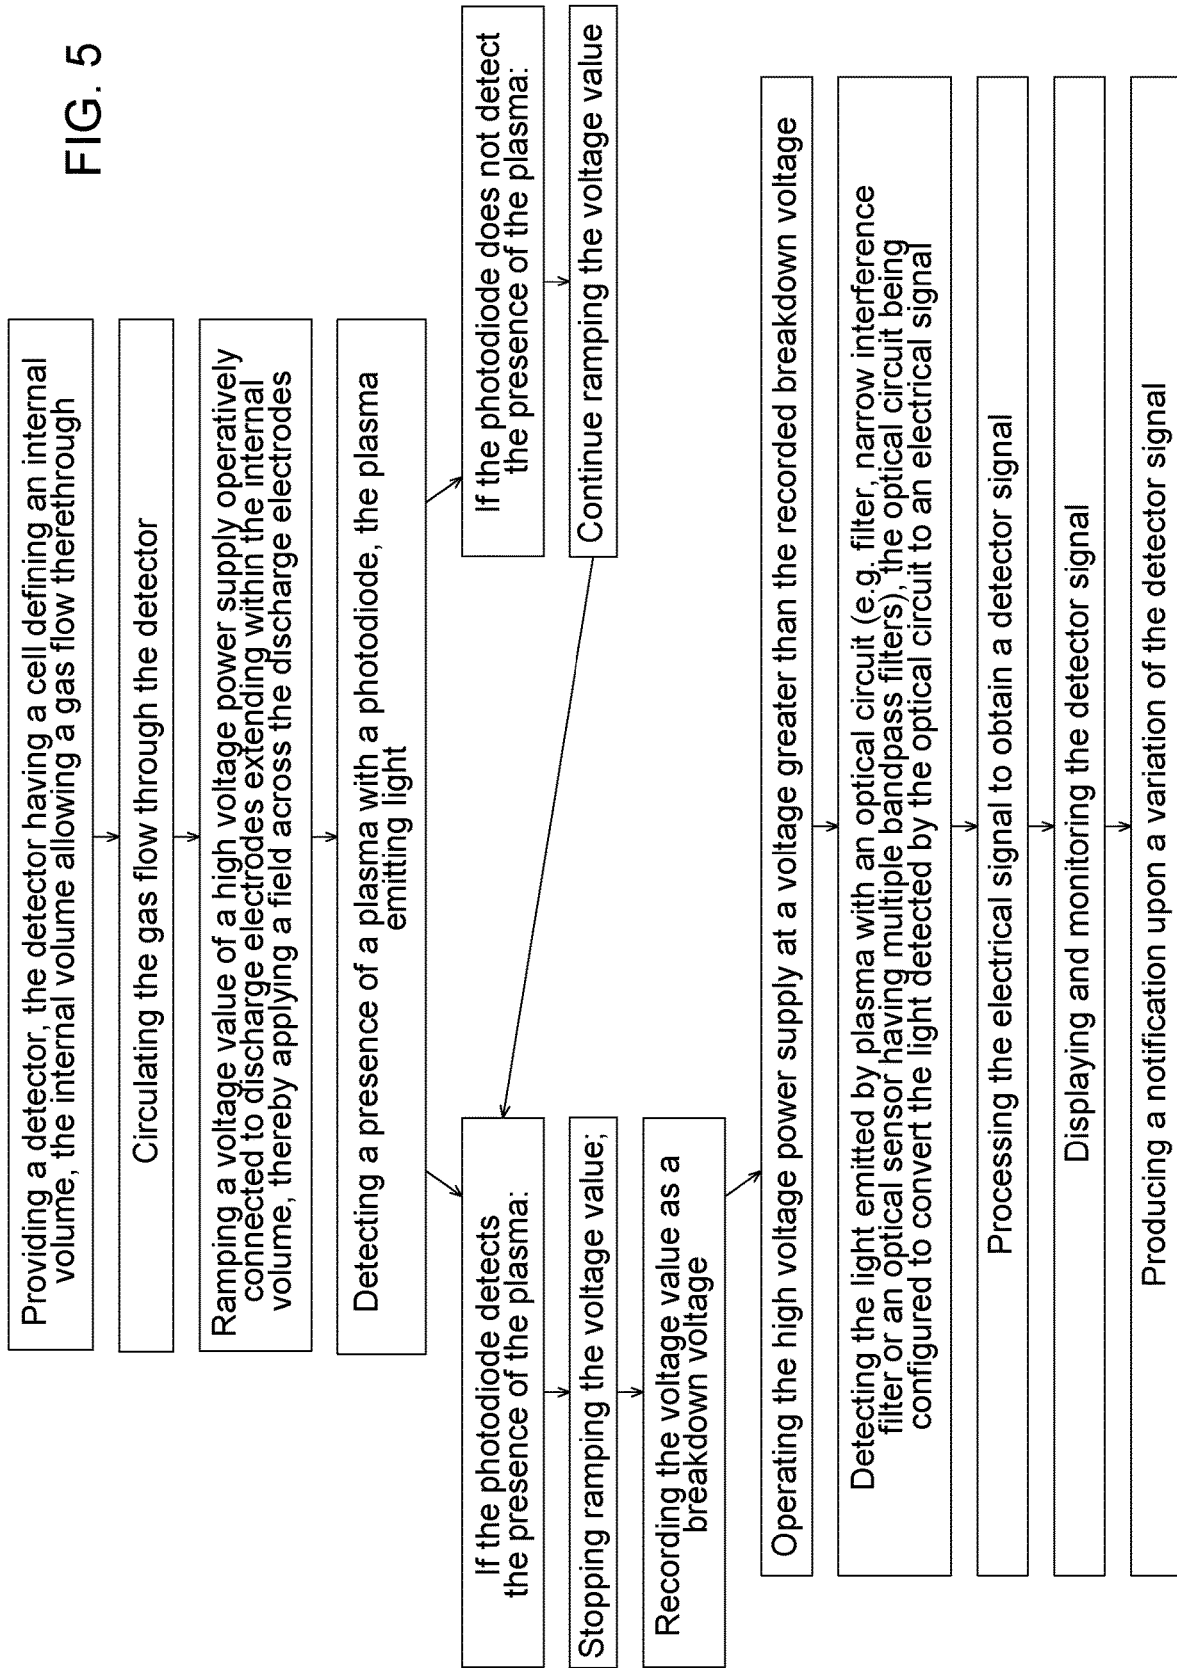 FIG. 5
Providing a detector, the detector having a cell defining an internal
volume, the internal volume allowing a gas flow therethrough
Circulating the gas flow through the detector
Ramping a voltage value of a high voltage power supply operatively
connected to discharge electrodes extending within the internal
volume, thereby applying a field across the discharge electrodes
Detecting a presence of a plasma with a photodiode, the plasma
emitting light
If the photodiode detects
the presence of the plasma:
Stopping ramping the voltage value;
Recording the voltage value as a
breakdown voltage
If the photodiode does not detect
the presence of the plasma:
Continue ramping the voltage value
Operating the high voltage power supply at a voltage greater than the recorded breakdown voltage
Detecting the light emitted by plasma with an optical circuit (e.g. filter, narrow interference
filter or an optical sensor having multiple bandpass filters), the optical circuit being
configured to convert the light detected by the optical circuit to an electrical signal
Processing the electrical signal to obtain a detector signal
Displaying and monitoring the detector signal
Producing a notification upon a variation of the detector signal